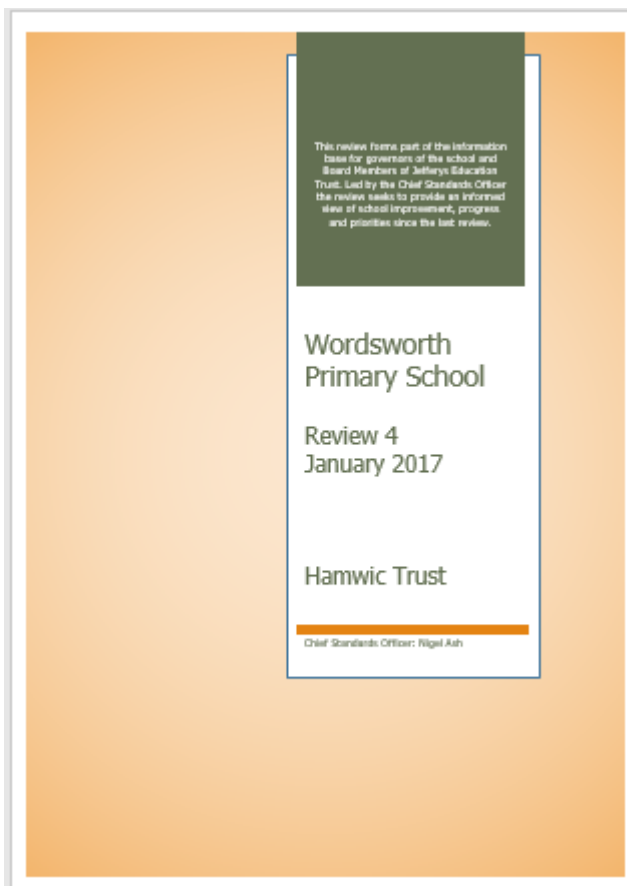 This review forms part of the information
base for governors of the school and
Board Members of Jefferys Education
Trust. Led by the Chief Standards Officer
the review seeks to provide an informed
view of school improvement, progress
and priorities since the last review.
Wordsworth
Primary School
Review 4
January 2017
Hamwic Trust
Chief Standards Officer: Nigel Ash